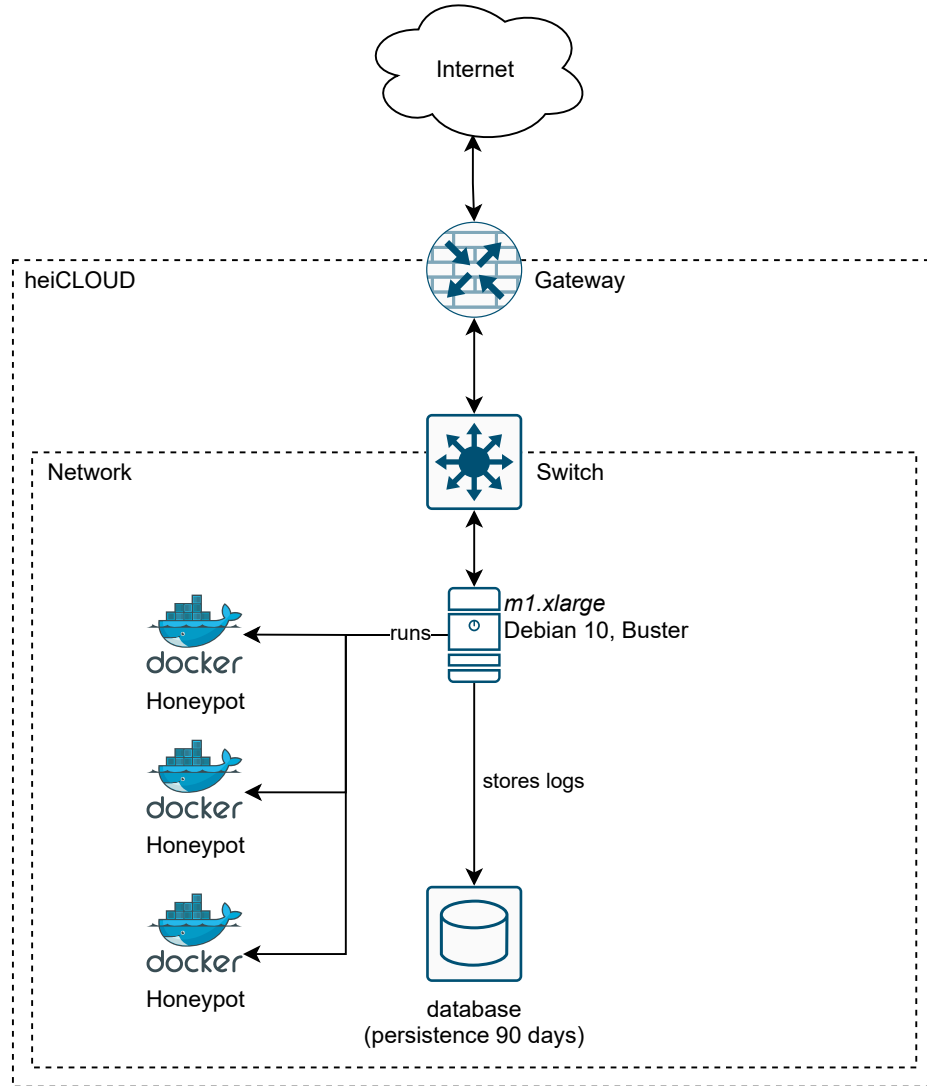 Internet
heiCLOUD
Gateway
Network
Switch
m1.xlarge
Debian 10, Buster
runs
docker
Honeypot
docker
Honeypot
stores logs
docker
Honeypot
database
(persistence 90 days)